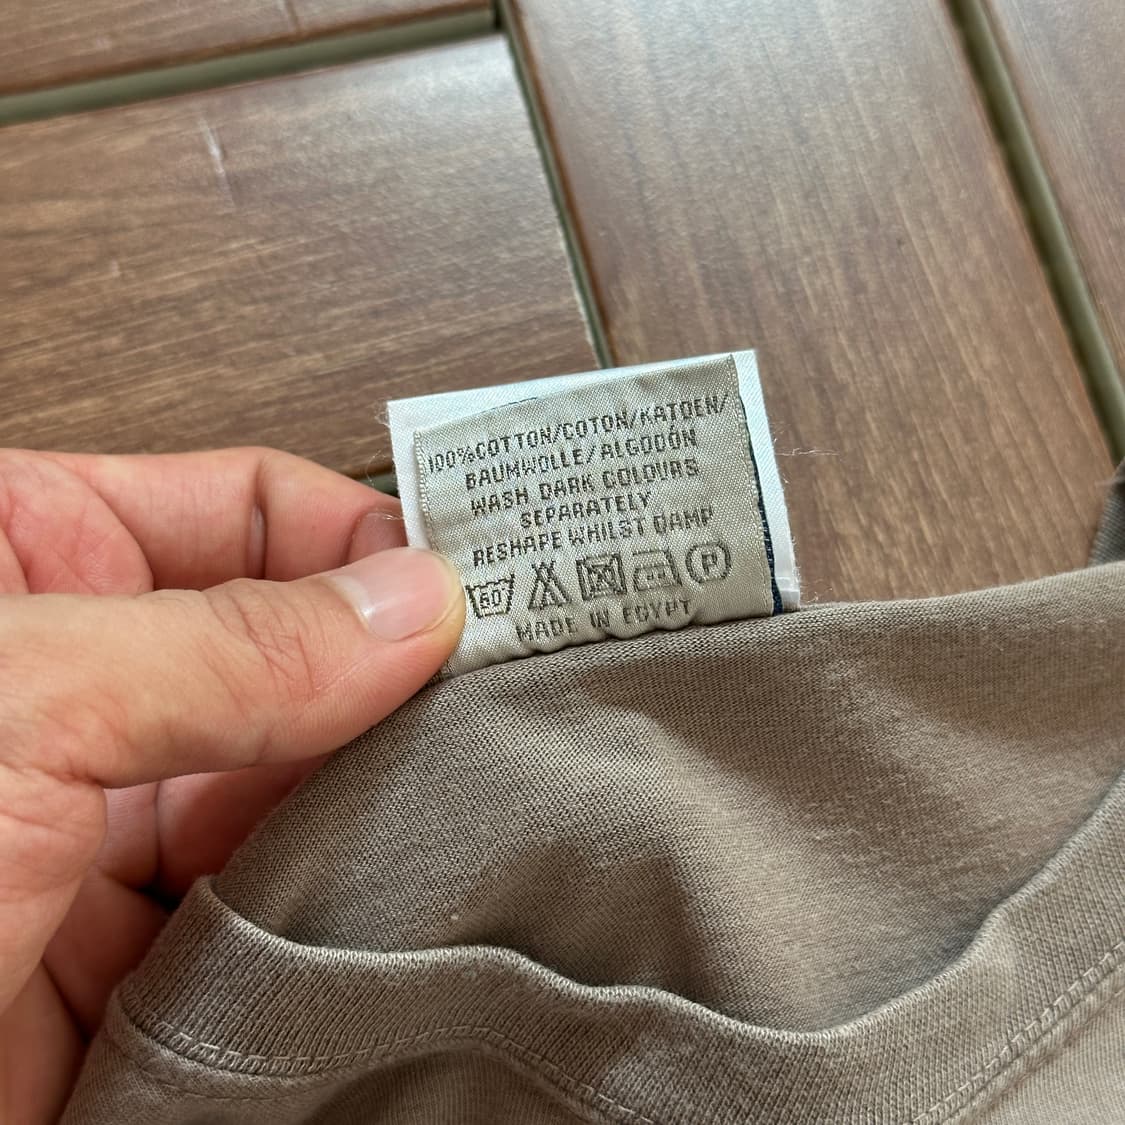 100%COTTON/COTON/KATOEN/
BAUMWOLLE/ALGODÓN
WASH DARK COLOURS
SEPARATELY
RESHAPE WHILST DAMP
60° P
MADE IN EGYPT